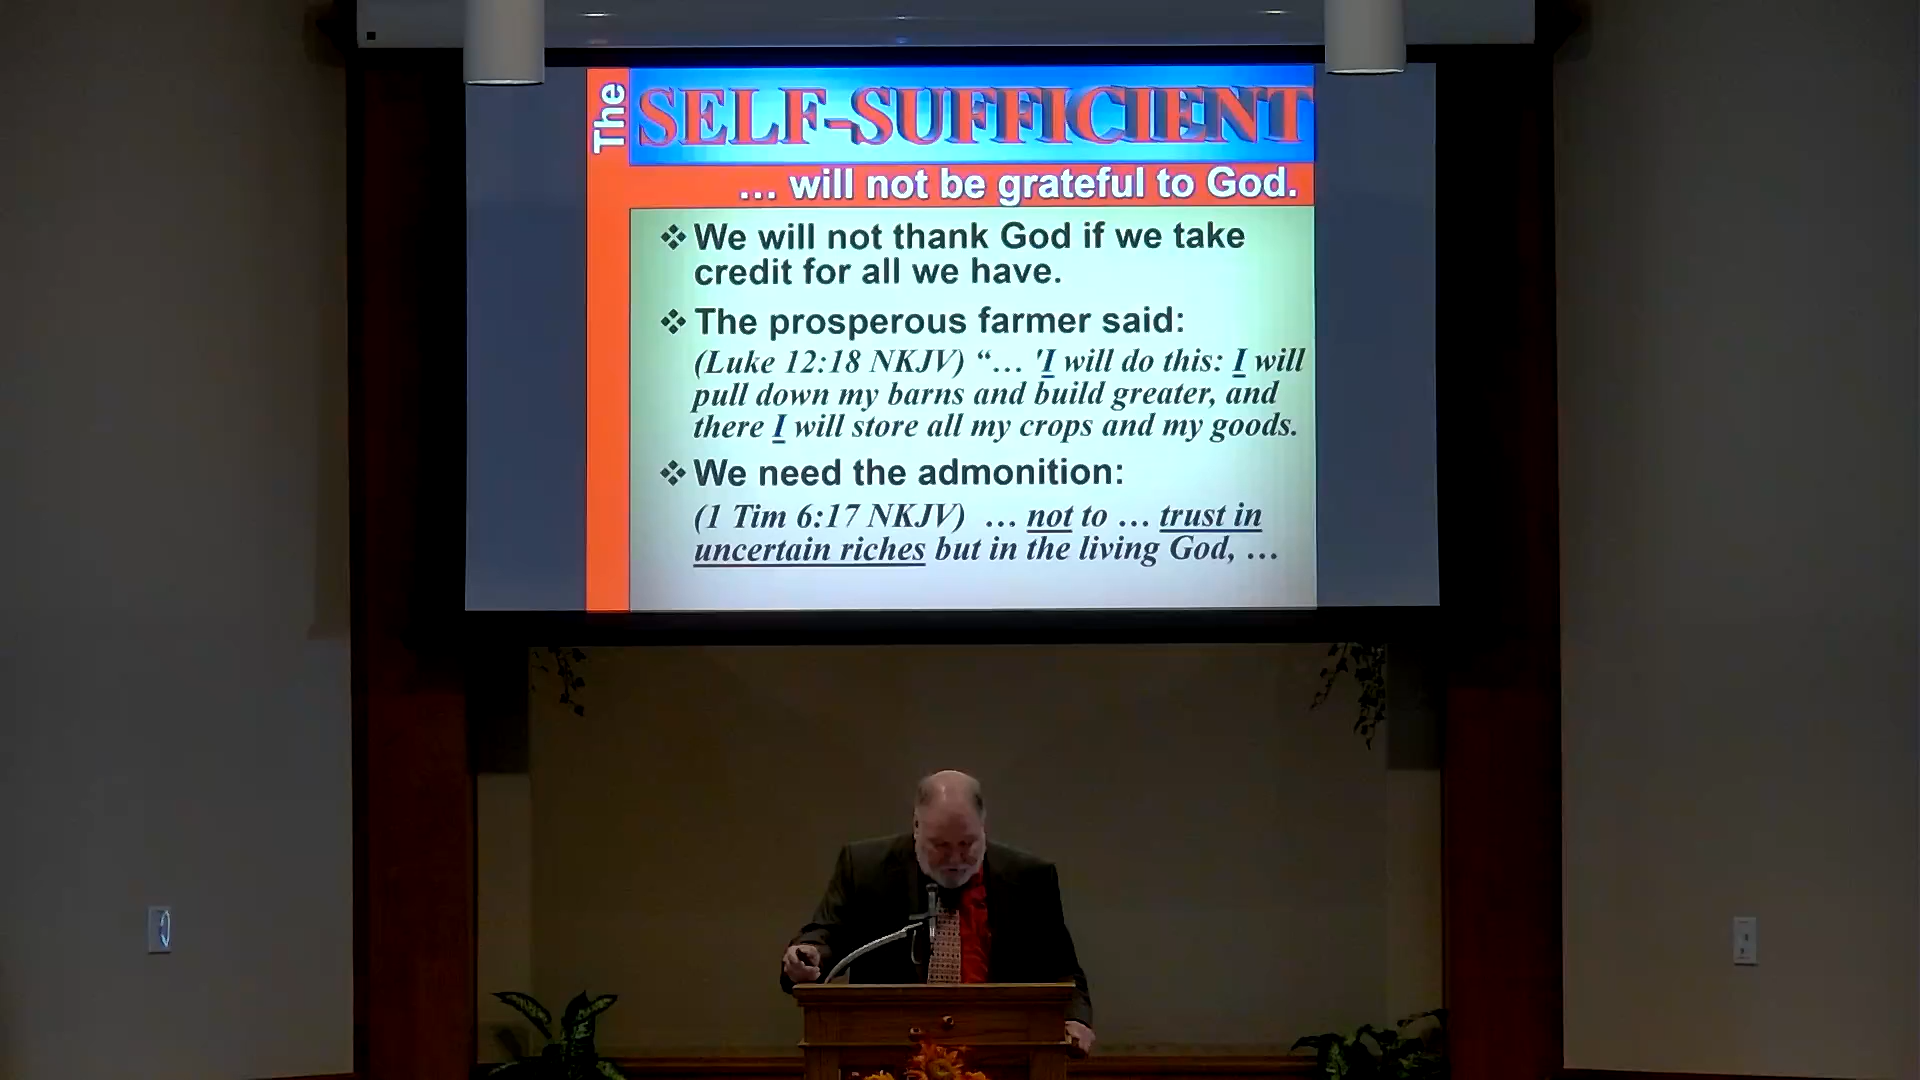 The
SELF-SUFFICIENT
... will not be grateful to God.
❖ We will not thank God if we take
credit for all we have.
❖ The prosperous farmer said:
(Luke 12:18 NKJV) “... 'I will do this: I will
pull down my barns and build greater, and
there I will store all my crops and my goods.
❖ We need the admonition:
(1 Tim 6:17 NKJV) ... not to ... trust in
uncertain riches but in the living God, ...